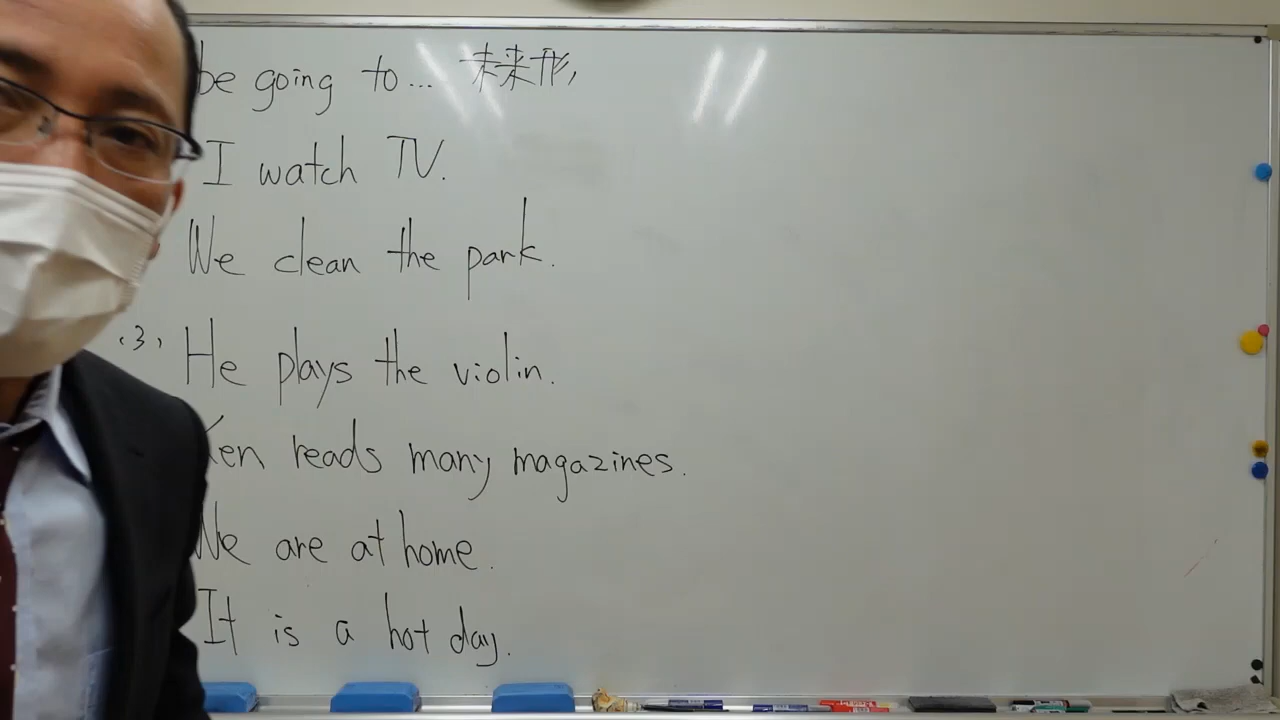 be going to... 未来形
I watch TV.
We clean the park.
(3) He plays the violin.
Ken reads many magazines.
We are at home.
It is a hot day.